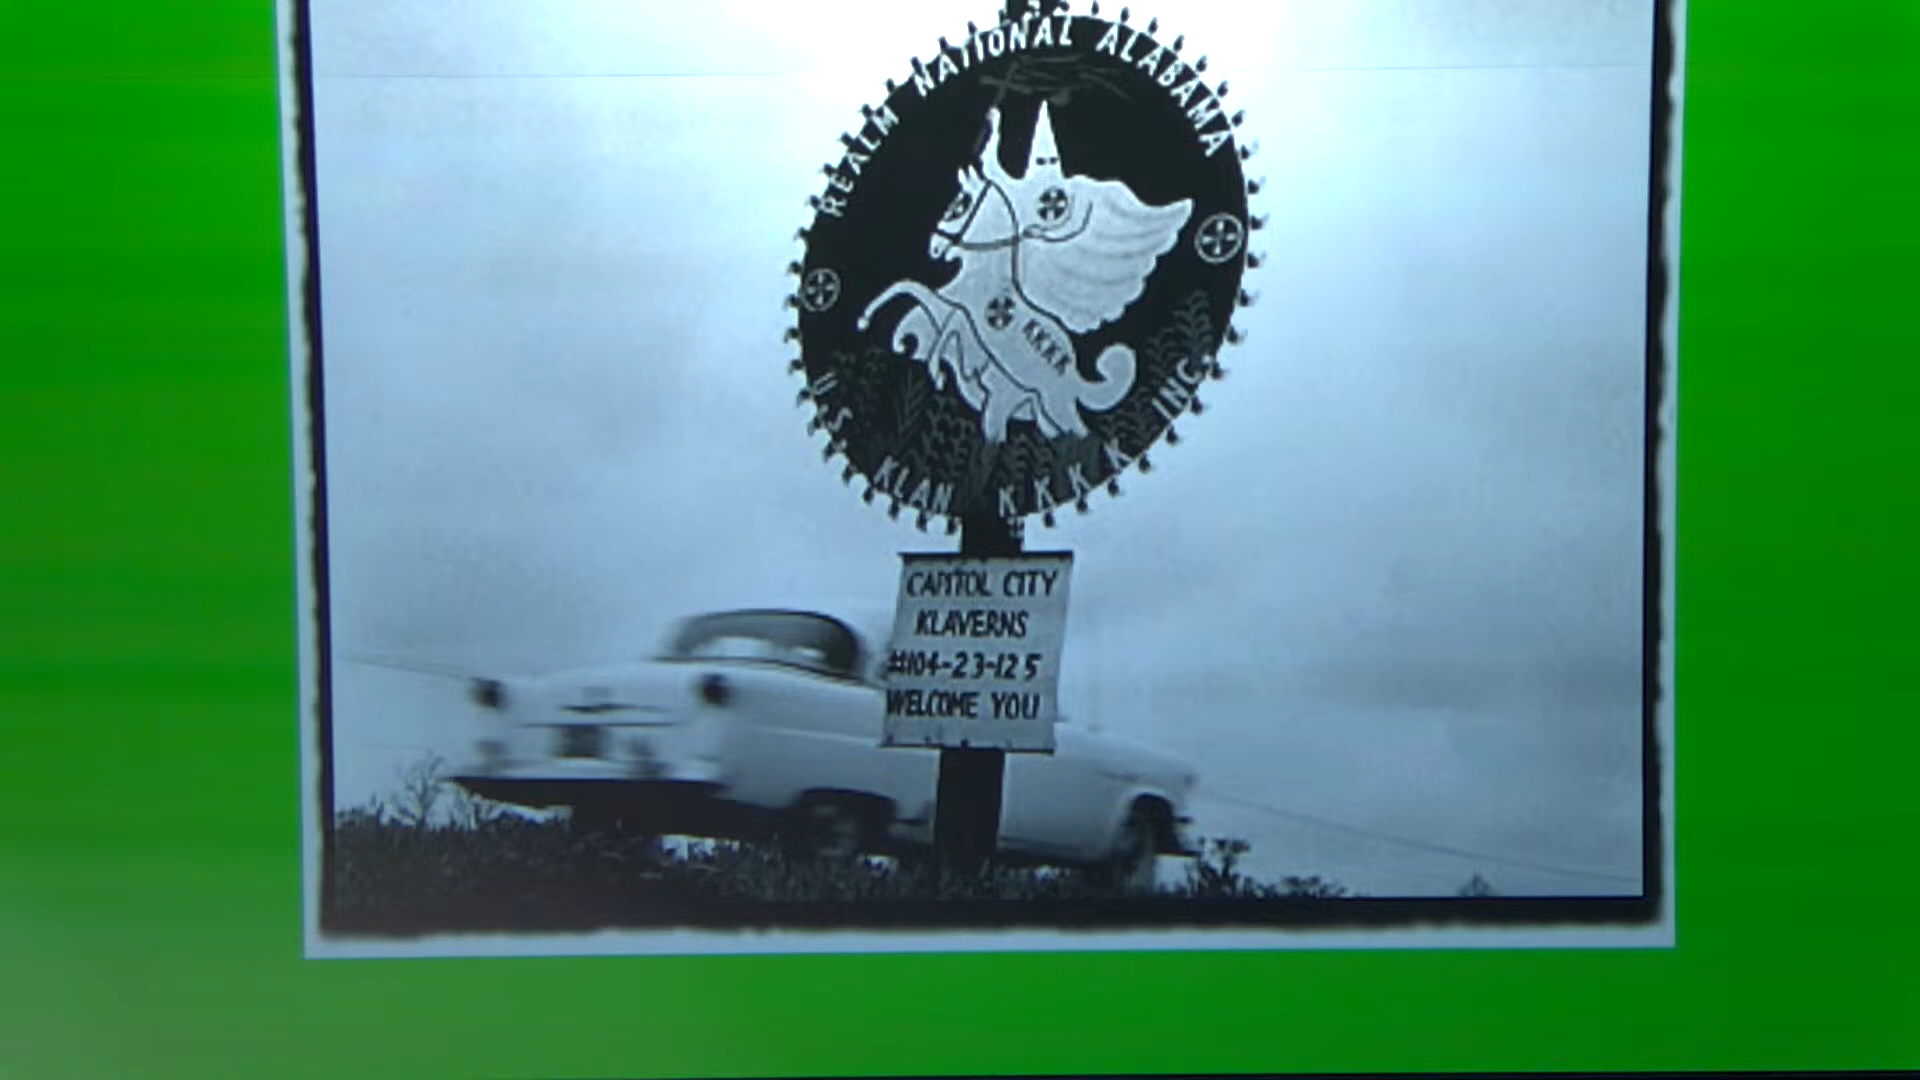 REALM NATIONAL ALABAMA
KKKK
U.S. KLAN K K K K INC.
CAPITOL CITY
KLAVERNS
#104-23-125
WELCOME YOU